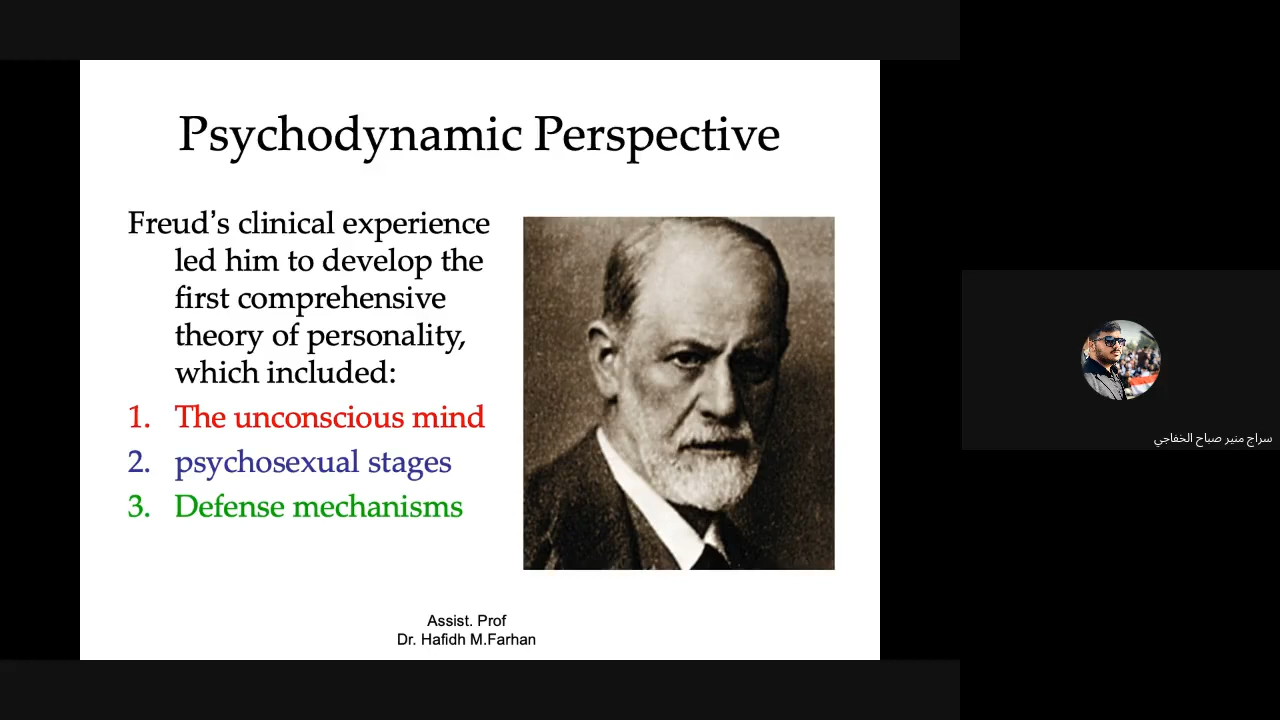 Psychodynamic Perspective
Freud's clinical experience
led him to develop the
first comprehensive
theory of personality,
which included:
1. The unconscious mind
2. psychosexual stages
3. Defense mechanisms
Assist. Prof
Dr. Hafidh M.Farhan
سراج منير صباح الخفاجي